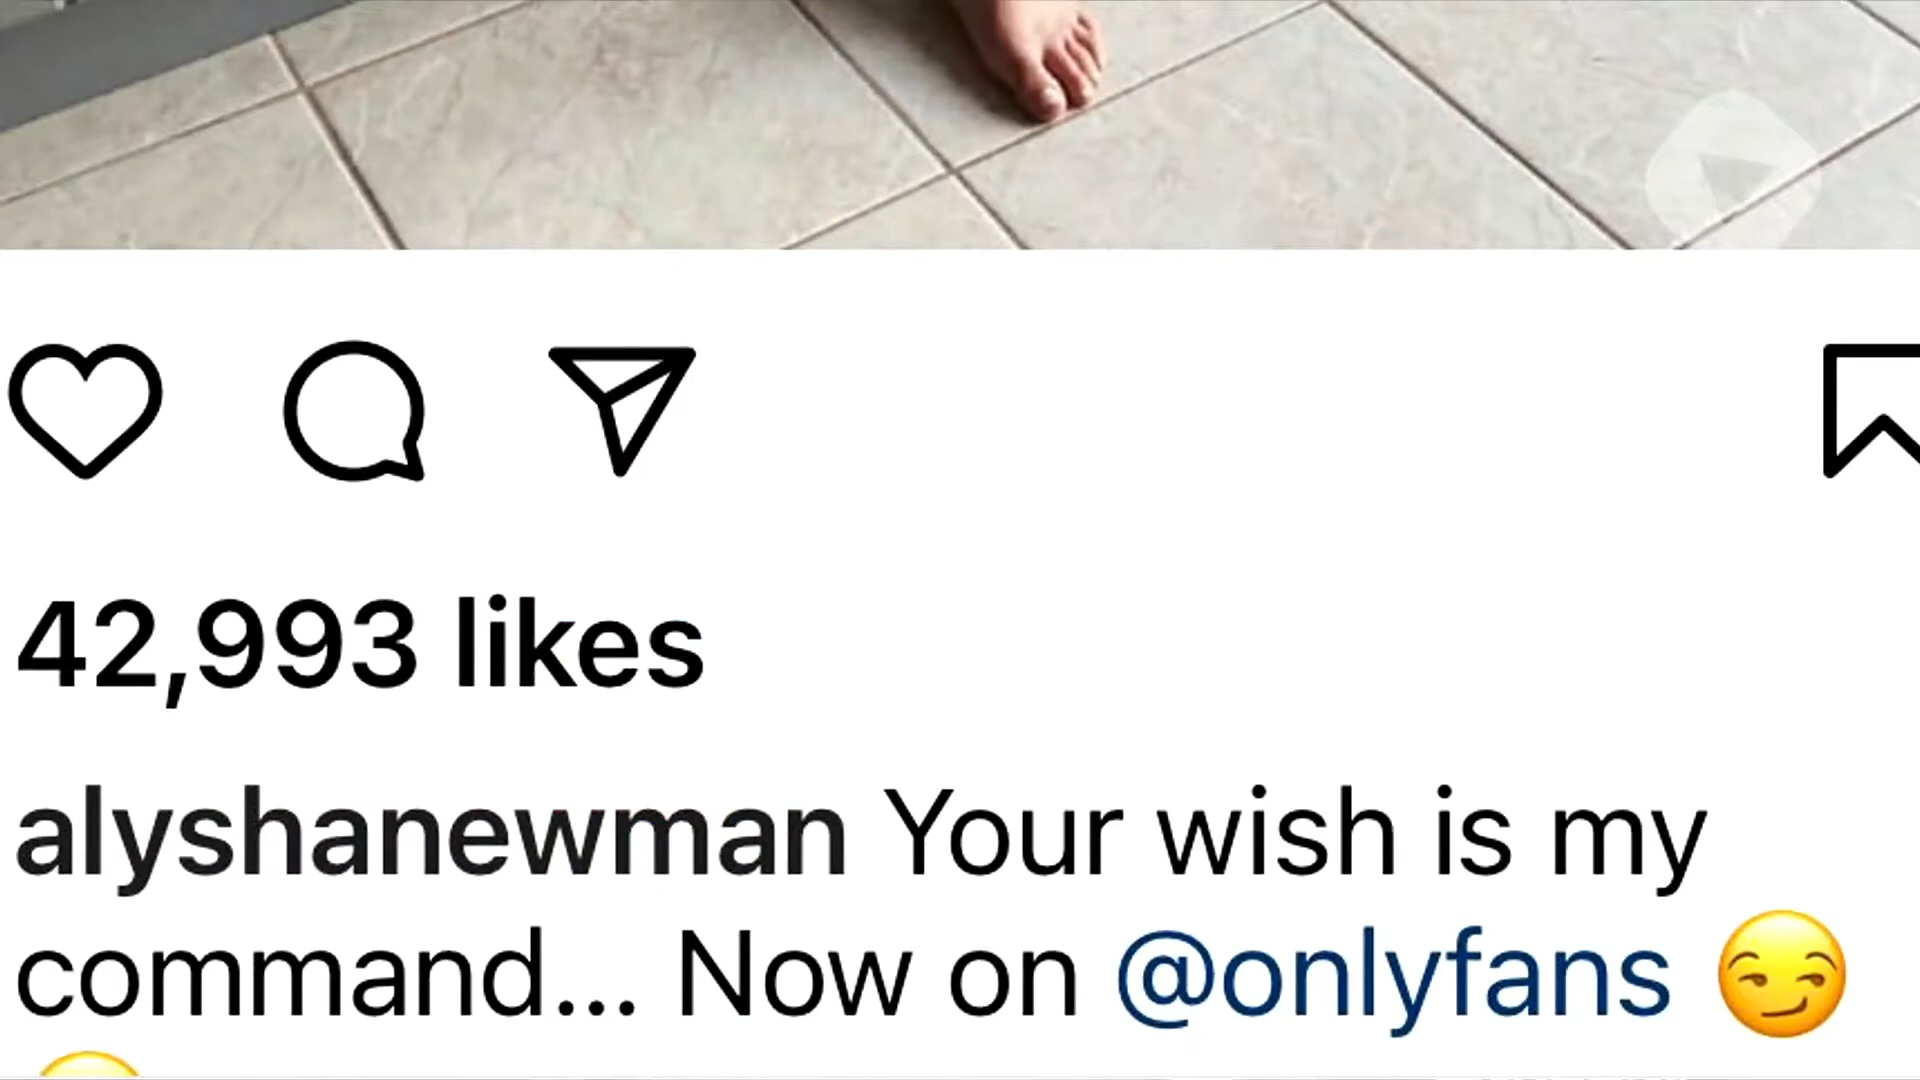 42,993 likes
alyshanewman Your wish is my
command... Now on @onlyfans 😏